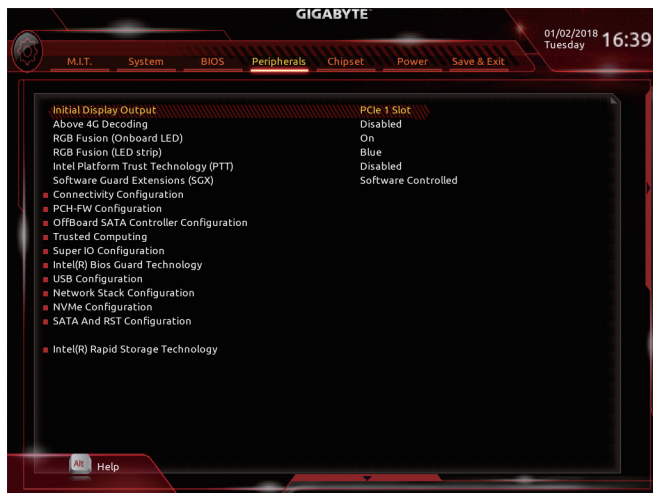 GIGABYTE
01/02/2018
Tuesday
16:39
M.I.T. System BIOS Peripherals Chipset Power Save & Exit
Initial Display Output PCIe 1 Slot
Above 4G Decoding Disabled
RGB Fusion (Onboard LED) On
RGB Fusion (LED strip) Blue
Intel Platform Trust Technology (PTT) Disabled
Software Guard Extensions (SGX) Software Controlled
Connectivity Configuration
PCH-FW Configuration
OffBoard SATA Controller Configuration
Trusted Computing
Super IO Configuration
Intel(R) Bios Guard Technology
USB Configuration
Network Stack Configuration
NVMe Configuration
SATA And RST Configuration
Intel(R) Rapid Storage Technology
Alt Help